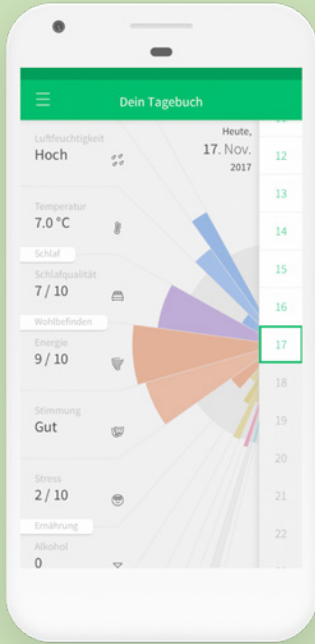 Dein Tagebuch
Luftfeuchtigkeit
Hoch
Heute,
17. Nov.
2017
12
13
Temperatur
7.0 °C
14
Schlaf
15
Schlafqualität
7 / 10
16
Wohlbefinden
Energie
9 / 10
17
18
Stimmung
Gut
19
20
Stress
2 / 10
21
Ernährung
22
Alkohol
0